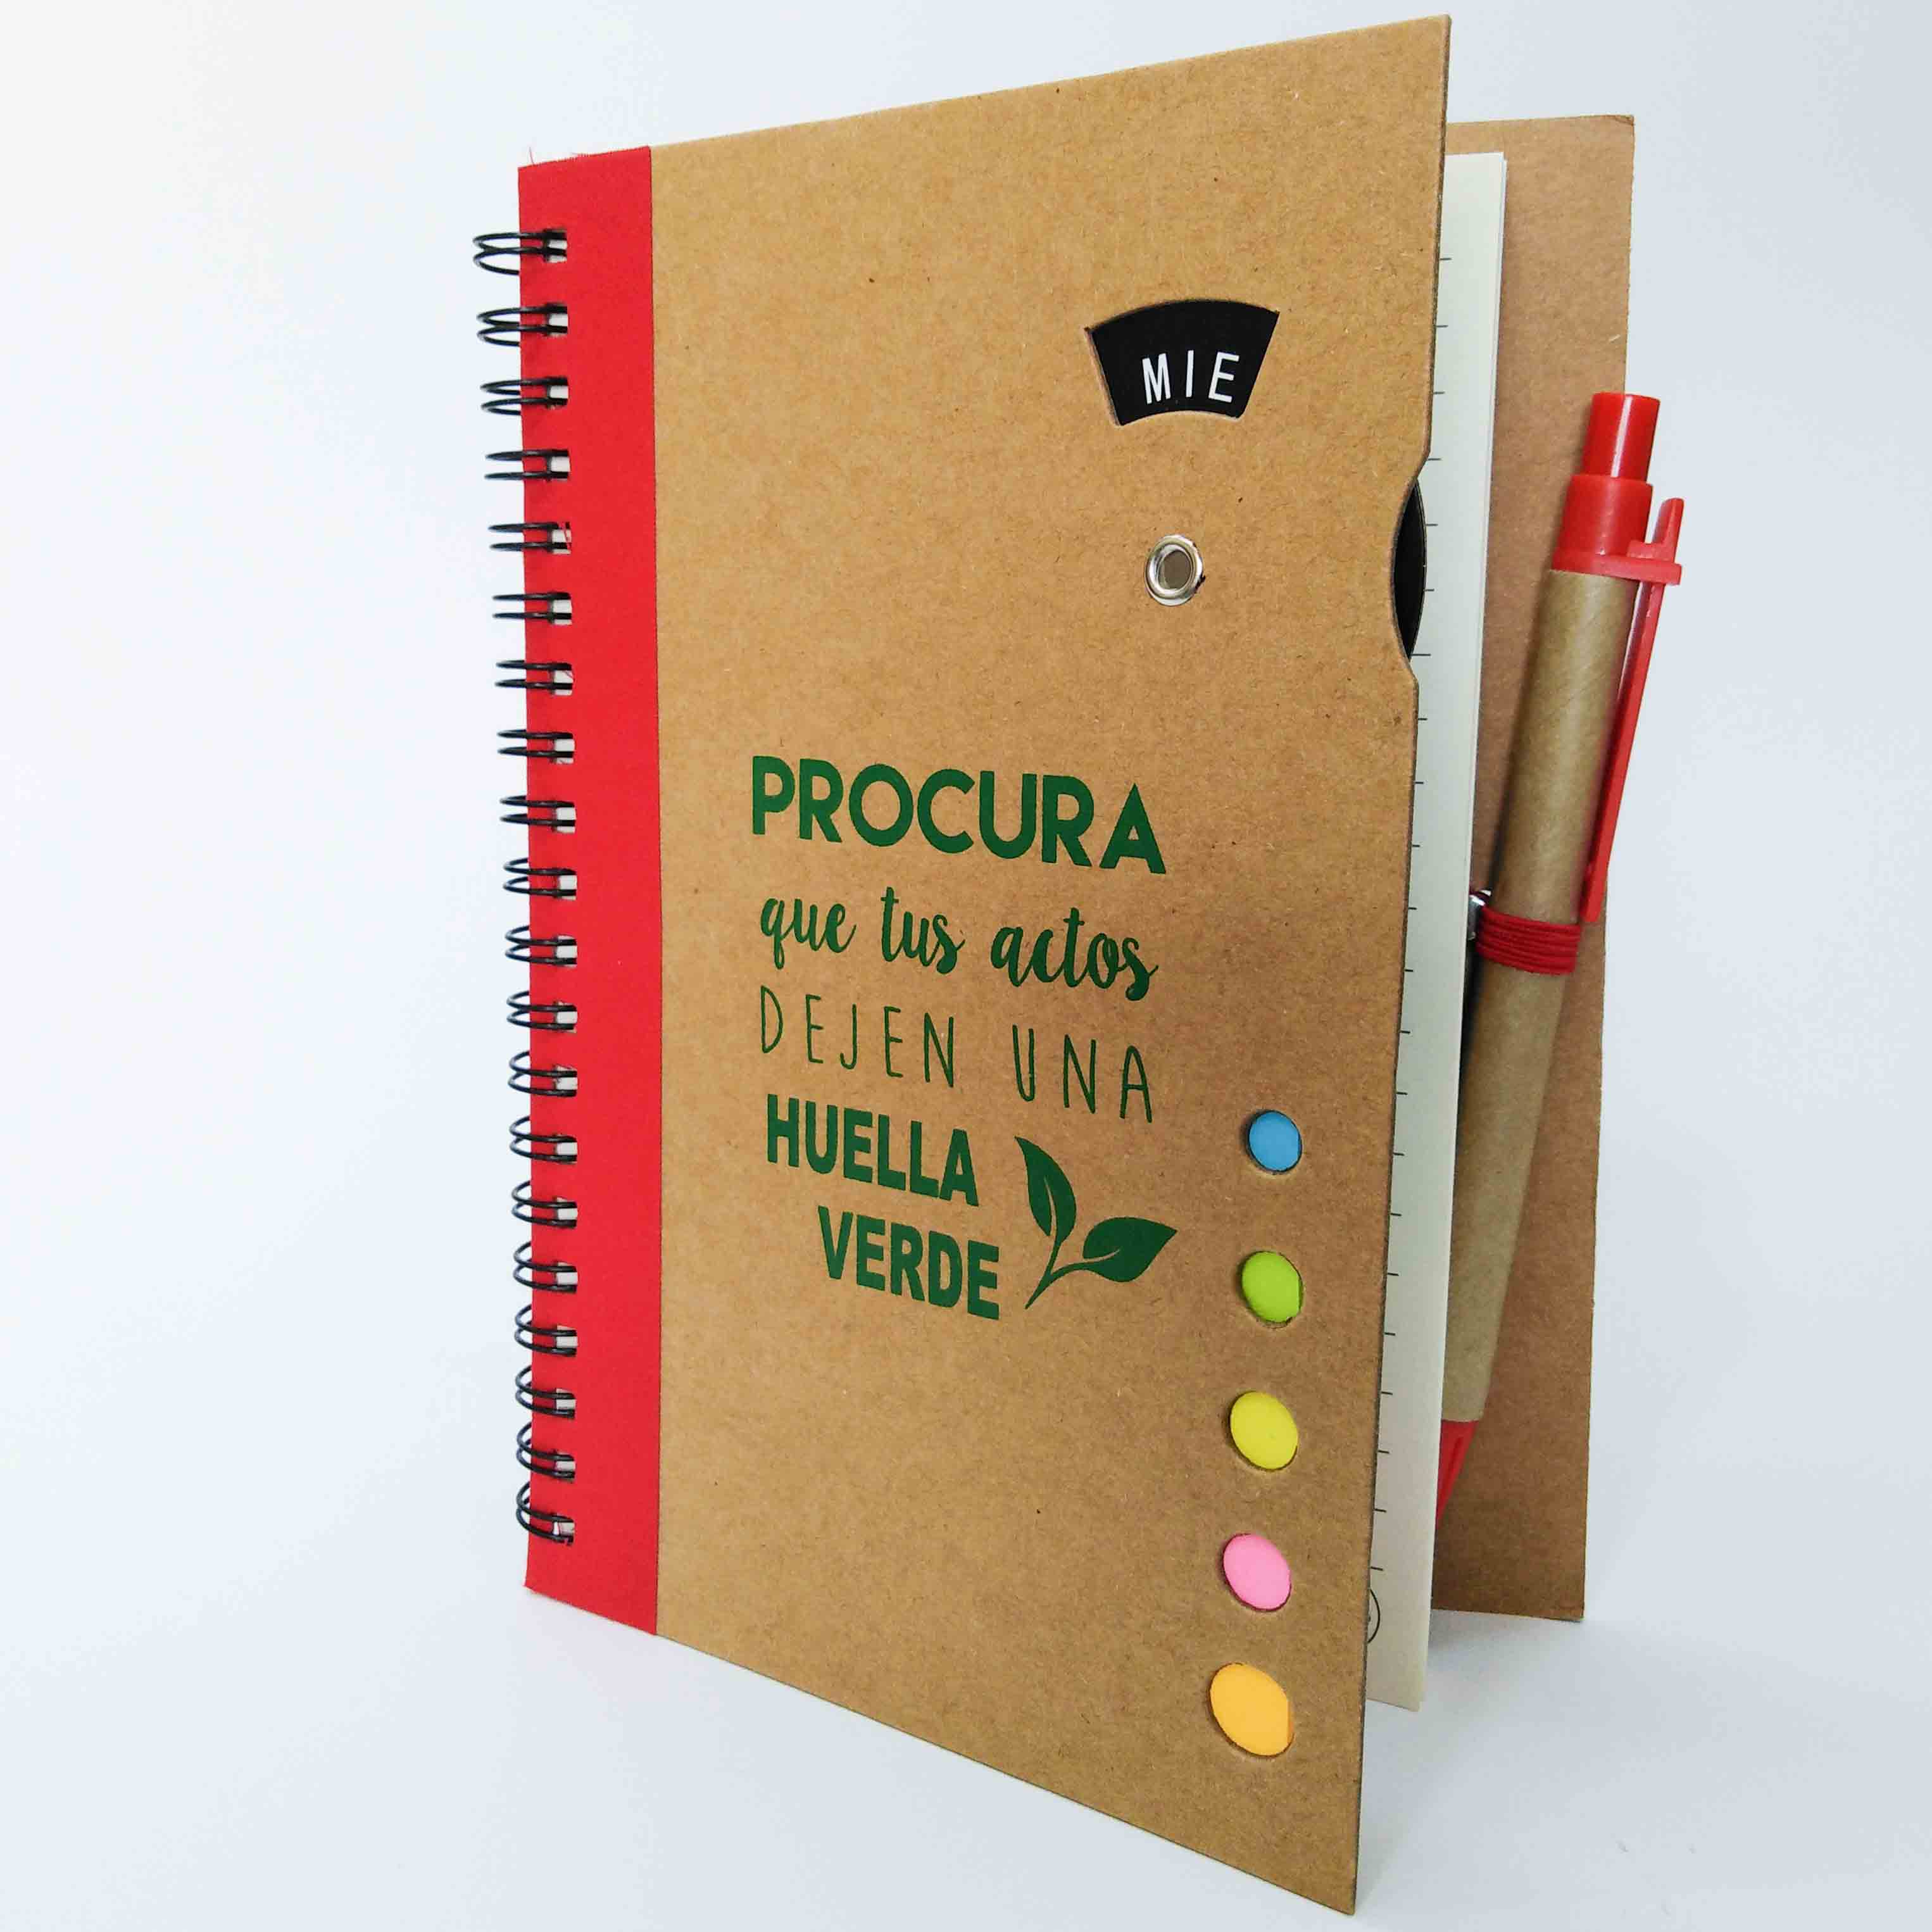 MIE
PROCURA
que tus actos
DEJEN UNA
HUELLA
VERDE